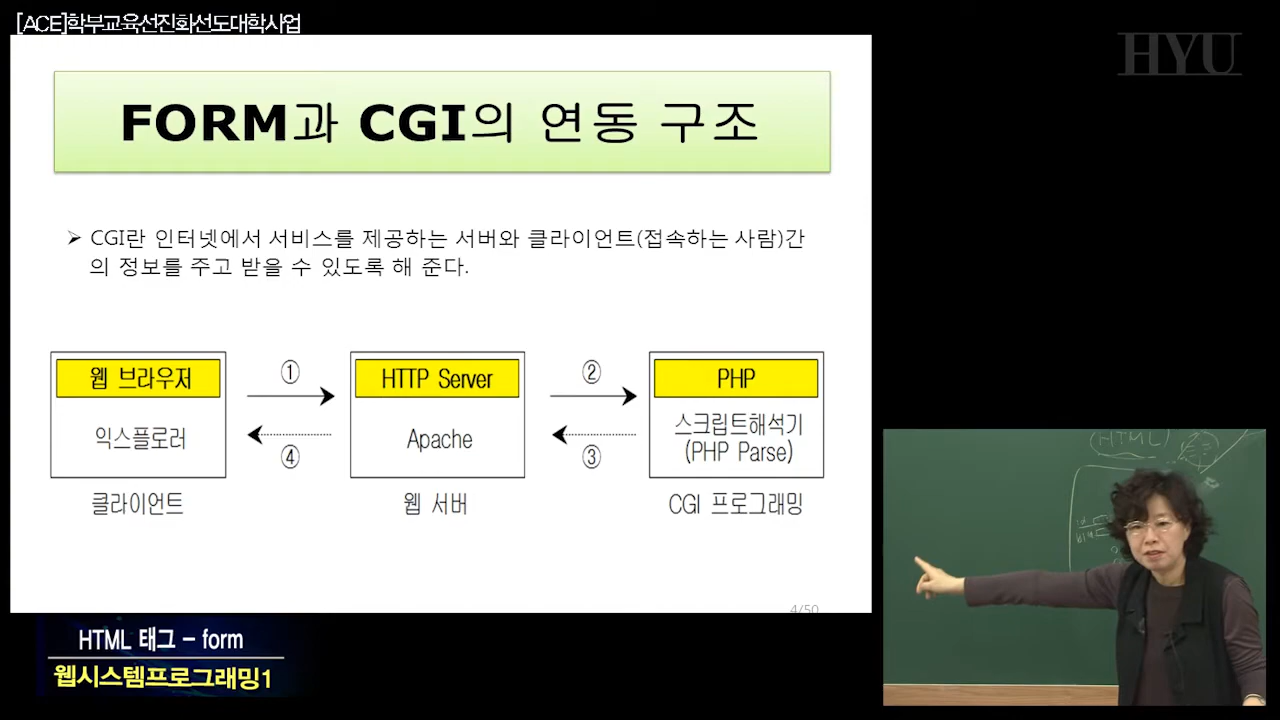 [ACE]학부교육선진화선도대학사업
HYU
FORM과 CGI의 연동 구조
➢ CGI란 인터넷에서 서비스를 제공하는 서버와 클라이언트(접속하는 사람)간
의 정보를 주고 받을 수 있도록 해 준다.
웹 브라우저 ① HTTP Server ② PHP
익스플로러 ④ Apache ③ 스크립트해석기
(PHP Parse)
클라이언트 웹 서버 CGI 프로그래밍
4/50
(HTML)
HTML 태그 – form
웹시스템프로그래밍1